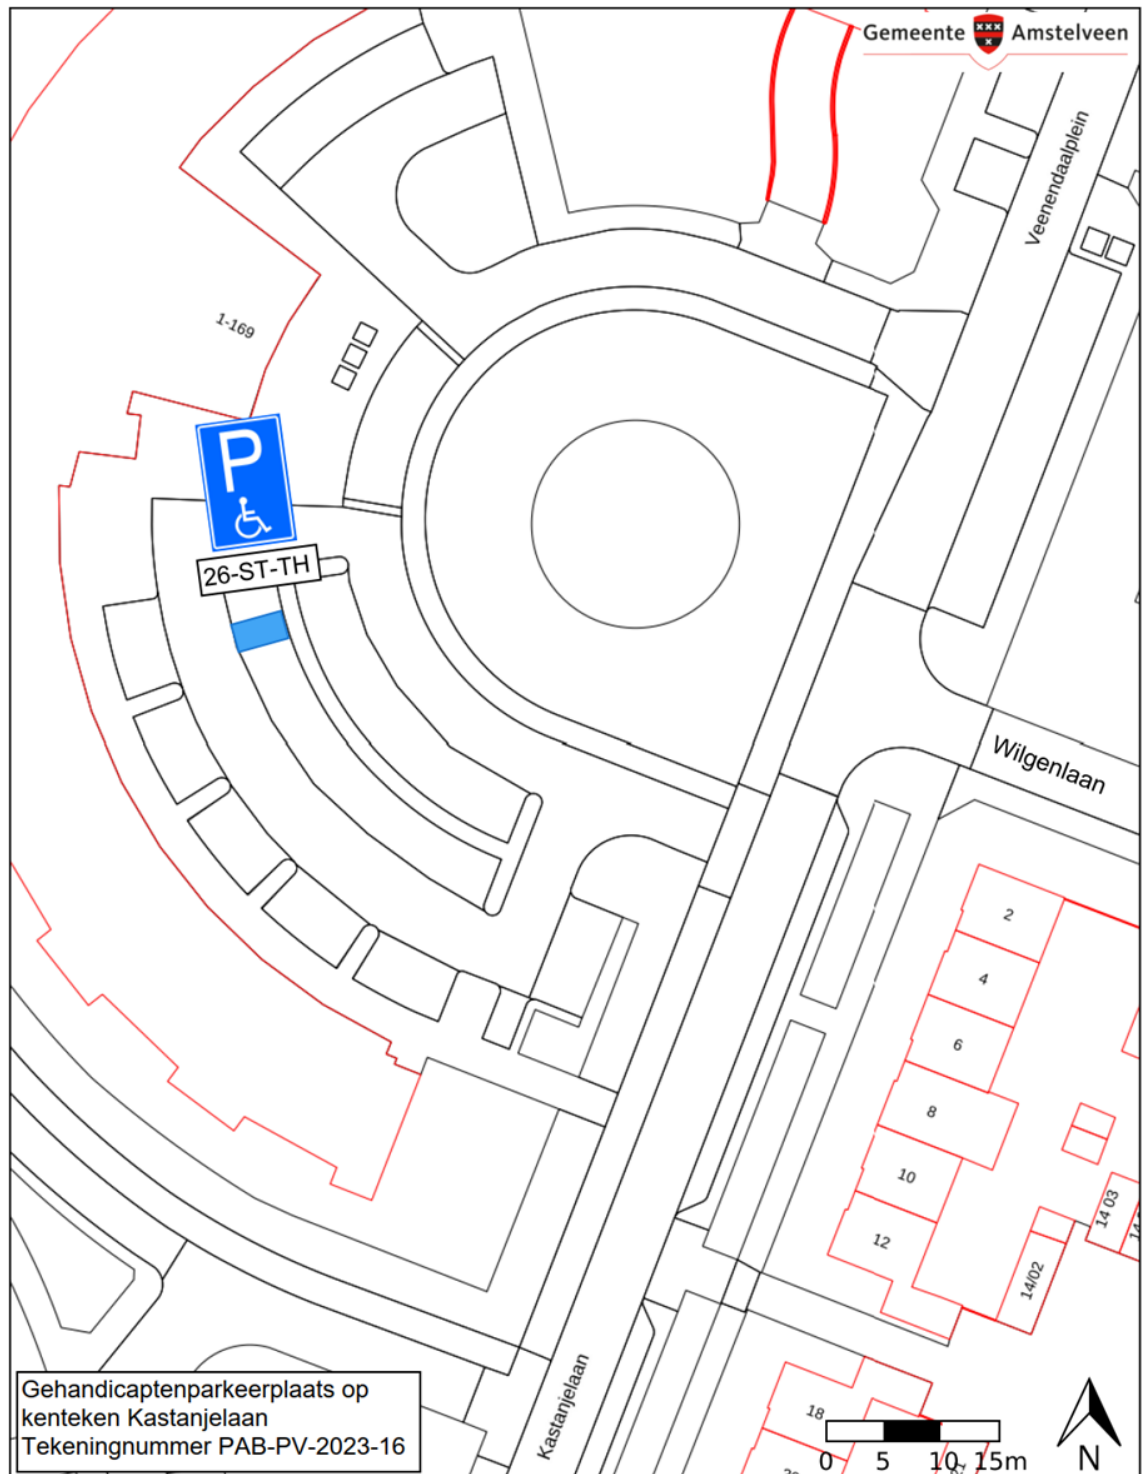 Gemeente Amstelveen
Veenendaalplein
1-169
P
26-ST-TH
Wilgenlaan
2
4
6
8
10
12
14 03
14/02
18
Kastanjelaan
Gehandicaptenparkeerplaats op
kenteken Kastanjelaan
Tekeningnummer PAB-PV-2023-16
0 5 10 15m
N